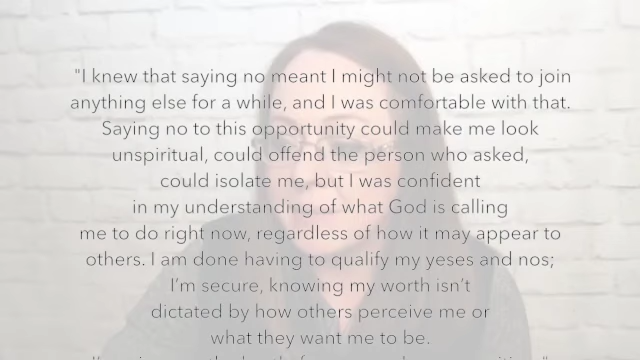 "I knew that saying no meant I might not be asked to join
anything else for a while, and I was comfortable with that.
Saying no to this opportunity could make me look
unspiritual, could offend the person who asked,
could isolate me, but I was confident
in my understanding of what God is calling
me to do right now, regardless of how it may appear to
others. I am done having to qualify my yeses and nos;
I'm secure, knowing my worth isn't
dictated by how others perceive me or
what they want me to be.